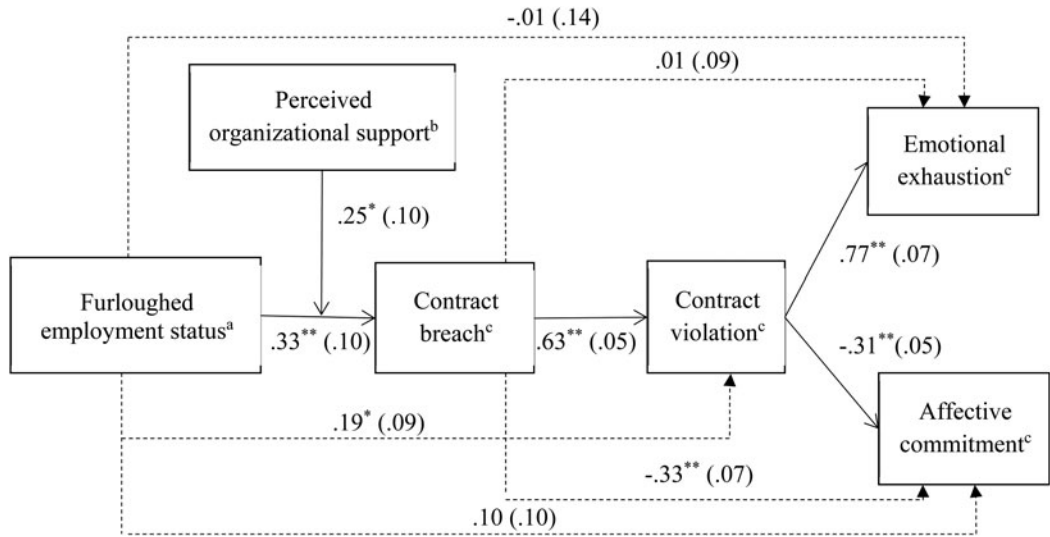 -.01 (.14)
.01 (.09)
Perceived
organizational support^b
Emotional
exhaustion^c
.25* (.10)
.77** (.07)
Furloughed
employment status^a
.33** (.10)
Contract
breach^c
.63** (.05)
Contract
violation^c
-.31**(.05)
Affective
commitment^c
.19* (.09)
-.33** (.07)
.10 (.10)